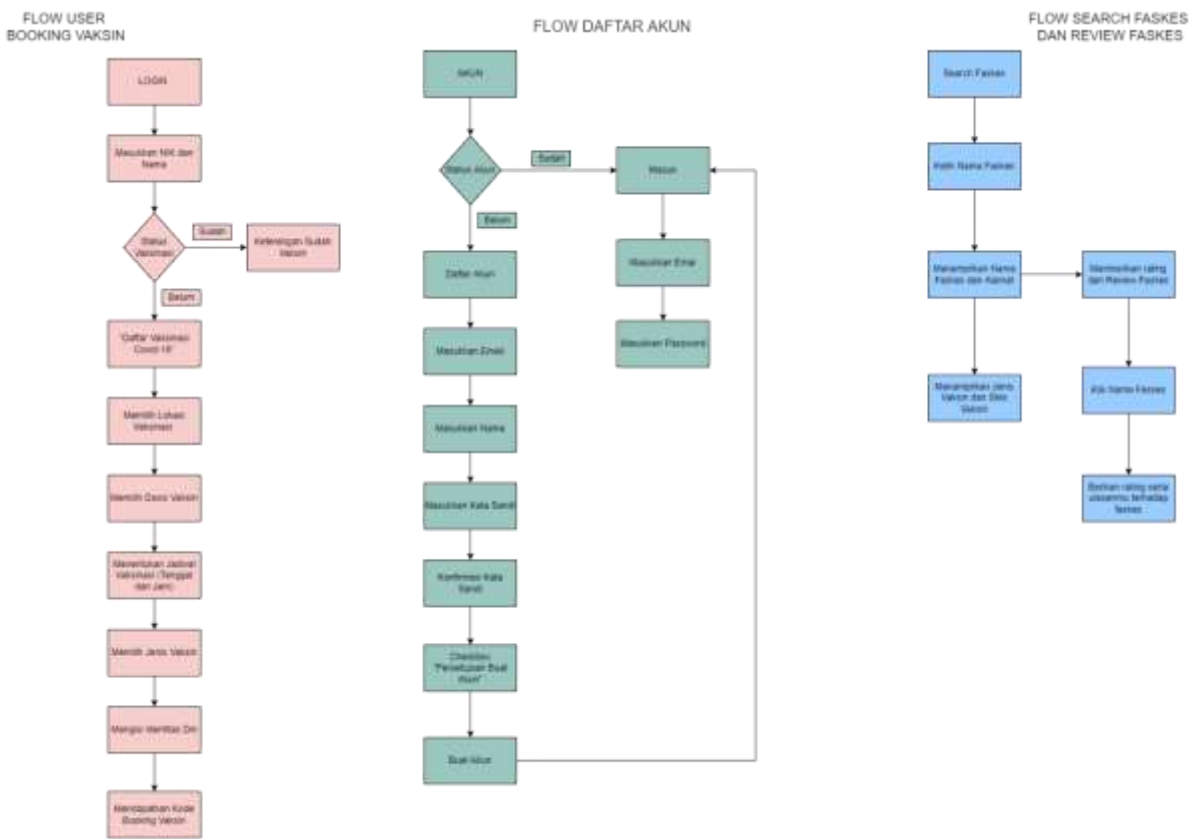 FLOW USER
BOOKING VAKSIN
LOGIN
Masukkan NIK dan
Nama
Status
Vaksinasi
Sudah
Keterangan Sudah
Vaksin
Belum
"Daftar Vaksinasi
Covid-19"
Memilih Lokasi
Vaksinasi
Memilih Dosis Vaksin
Menentukan Jadwal
Vaksinasi (Tanggal
dan Jam)
Memilih Jenis Vaksin
Mengisi Identitas Diri
Mendapatkan Kode
Booking Vaksin
FLOW DAFTAR AKUN
AKUN
Status Akun
Sudah
Masuk
Belum
Masukkan Email
Masukkan Password
Daftar Akun
Masukkan Email
Masukkan Nama
Masukkan Kata Sandi
Konfirmasi Kata
Sandi
Checklist
"Persetujuan Buat
Akun"
Buat Akun
FLOW SEARCH FASKES
DAN REVIEW FASKES
Search Faskes
Ketik Nama Faskes
Menampilkan Nama
Faskes dan Alamat
Menampilkan Jenis
Vaksin dan Stok
Vaksin
rating
dan Review Faskes
Klik Nama Faskes
Berikan rating serta
ulasanmu terhadap
faskes